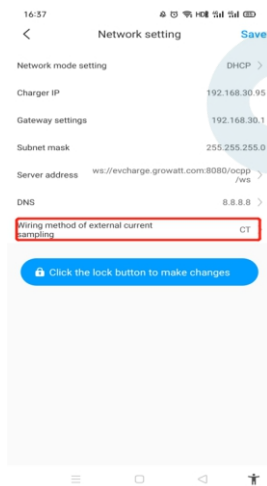 16:37
Network setting
Save
Network mode setting
DHCP
Charger IP
192.168.30.95
Gateway settings
192.168.30.1
Subnet mask
255.255.255.0
Server address
ws://evcharge.growatt.com:8080/ocpp
/ws
DNS
8.8.8.8
Wiring method of external current
sampling
CT
Click the lock button to make changes